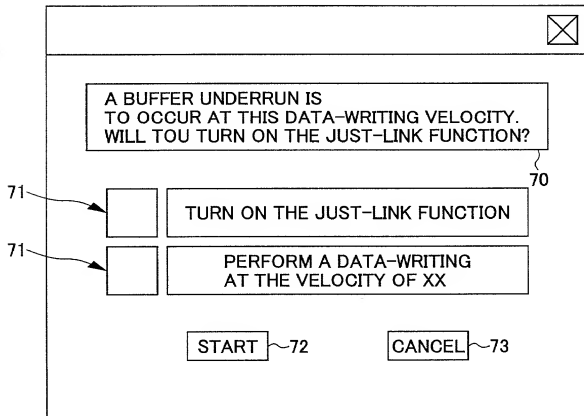 A BUFFER UNDERRUN IS
TO OCCUR AT THIS DATA-WRITING VELOCITY.
WILL TOU TURN ON THE JUST-LINK FUNCTION?
70
71
TURN ON THE JUST-LINK FUNCTION
71
PERFORM A DATA-WRITING
AT THE VELOCITY OF XX
START 72 CANCEL 73